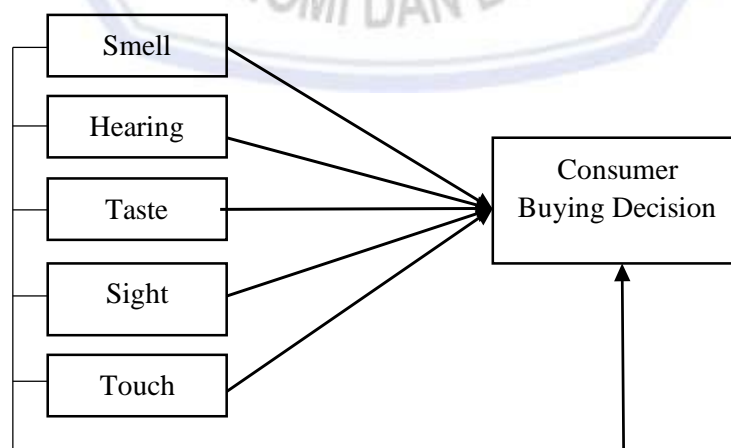 Smell
Hearing
Taste
Sight
Touch
Consumer
Buying Decision